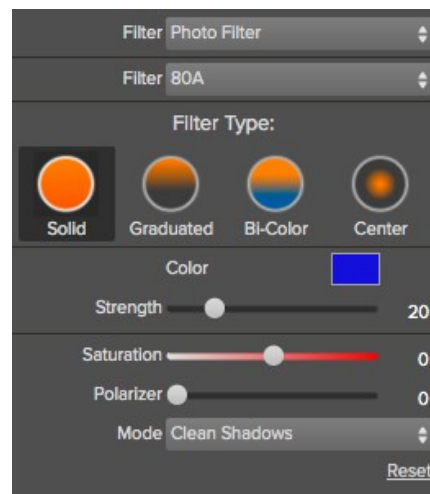 Filter Photo Filter
Filter 80A
Filter Type:
Solid Graduated Bi-Color Center
Color
Strength 20
Saturation 0
Polarizer 0
Mode Clean Shadows
Reset